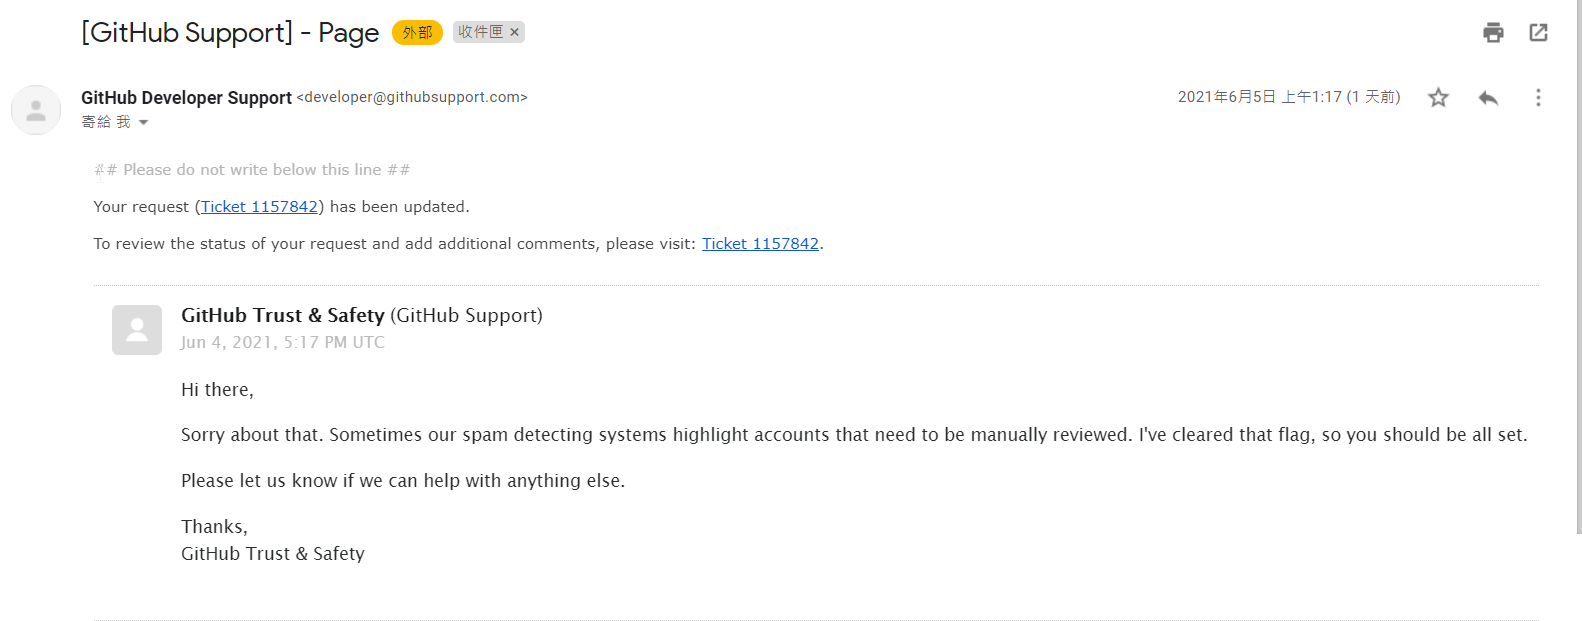 [GitHub Support] - Page 外部 收件匣 ×
GitHub Developer Support <developer@githubsupport.com> 2021年6月5日 上午1:17 (1 天前)
寄給 我
## Please do not write below this line ##
Your request (Ticket 1157842) has been updated.
To review the status of your request and add additional comments, please visit: Ticket 1157842.
GitHub Trust & Safety (GitHub Support)
Jun 4, 2021, 5:17 PM UTC
Hi there,
Sorry about that. Sometimes our spam detecting systems highlight accounts that need to be manually reviewed. I've cleared that flag, so you should be all set.
Please let us know if we can help with anything else.
Thanks,
GitHub Trust & Safety